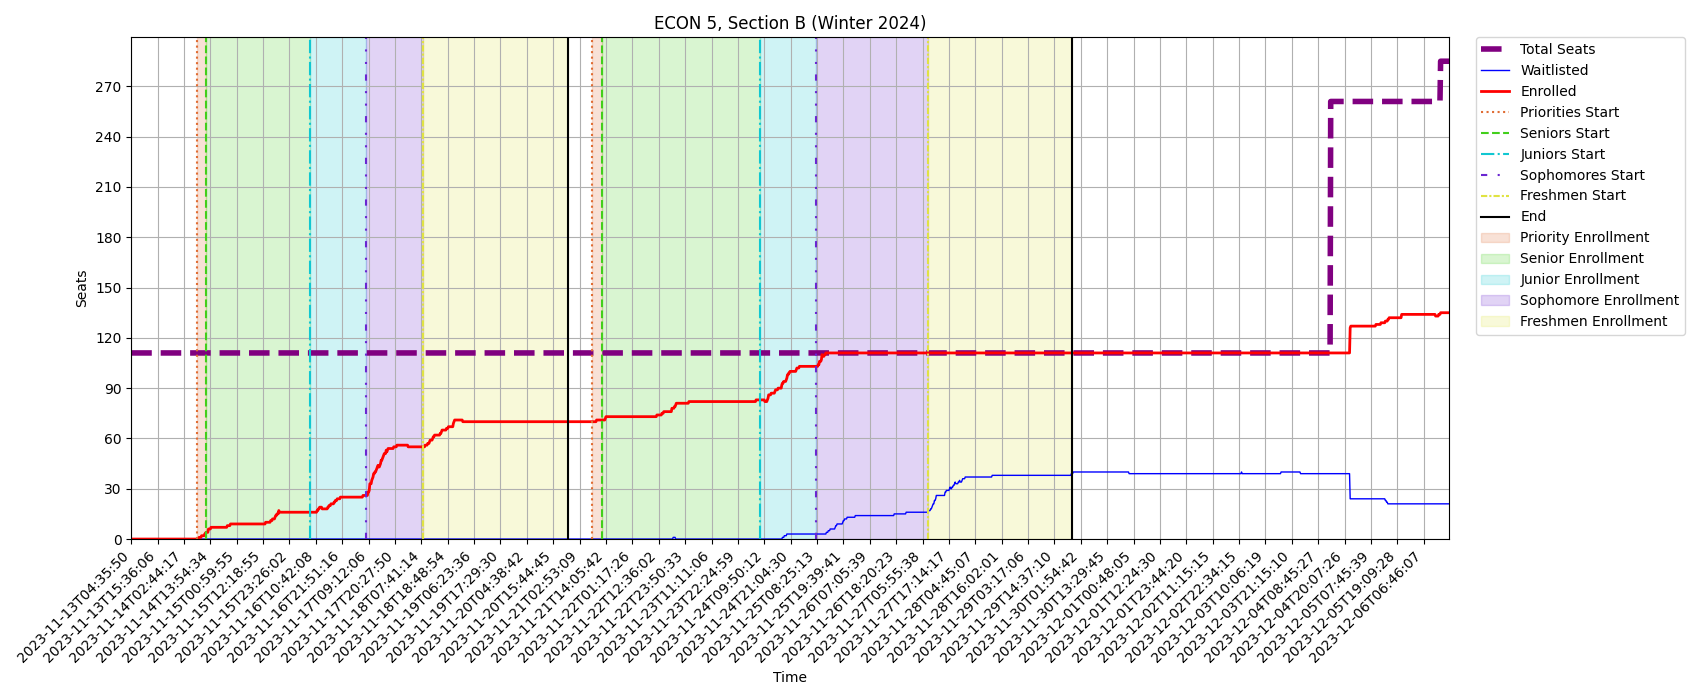 ECON 5, Section B (Winter 2024)
Total Seats
Waitlisted
Enrolled
Priorities Start
Seniors Start
Juniors Start
Sophomores Start
Freshmen Start
End
Priority Enrollment
Senior Enrollment
Junior Enrollment
Sophomore Enrollment
Freshmen Enrollment
Seats
270
240
210
180
150
120
90
60
30
0
2023-11-13T04:35:50
2023-11-13T15:36:06
2023-11-14T02:44:17
2023-11-14T13:54:34
2023-11-15T00:59:55
2023-11-15T12:18:55
2023-11-15T23:26:02
2023-11-16T10:42:08
2023-11-16T21:51:16
2023-11-17T09:12:06
2023-11-17T20:27:50
2023-11-18T07:41:14
2023-11-18T18:48:54
2023-11-19T06:23:36
2023-11-19T17:29:30
2023-11-20T04:38:42
2023-11-20T15:44:45
2023-11-21T02:53:09
2023-11-21T14:05:42
2023-11-22T01:17:26
2023-11-22T12:36:02
2023-11-22T23:50:33
2023-11-23T11:11:06
2023-11-23T22:24:59
2023-11-24T09:50:12
2023-11-24T21:04:30
2023-11-25T08:25:13
2023-11-25T19:39:41
2023-11-26T07:05:39
2023-11-26T18:20:23
2023-11-27T05:55:38
2023-11-27T17:14:17
2023-11-28T04:45:07
2023-11-28T16:02:01
2023-11-29T03:17:06
2023-11-29T14:37:10
2023-11-30T01:54:42
2023-11-30T13:29:45
2023-12-01T00:48:05
2023-12-01T12:24:30
2023-12-01T23:44:20
2023-12-02T11:15:15
2023-12-02T22:34:15
2023-12-03T10:06:19
2023-12-03T21:15:10
2023-12-04T08:45:27
2023-12-04T20:07:26
2023-12-05T07:45:39
2023-12-05T19:09:28
2023-12-06T06:46:07
Time